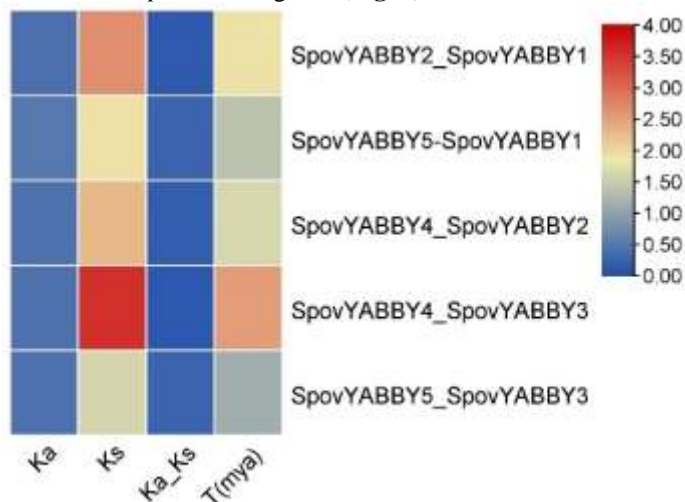 SpovYABBY2_SpovYABBY1
SpovYABBY5-SpovYABBY1
SpovYABBY4_SpovYABBY2
SpovYABBY4_SpovYABBY3
SpovYABBY5_SpovYABBY3
4.00
3.50
3.00
2.50
2.00
1.50
1.00
0.50
0.00
Ka
Ks
Ka_Ks
T(mya)